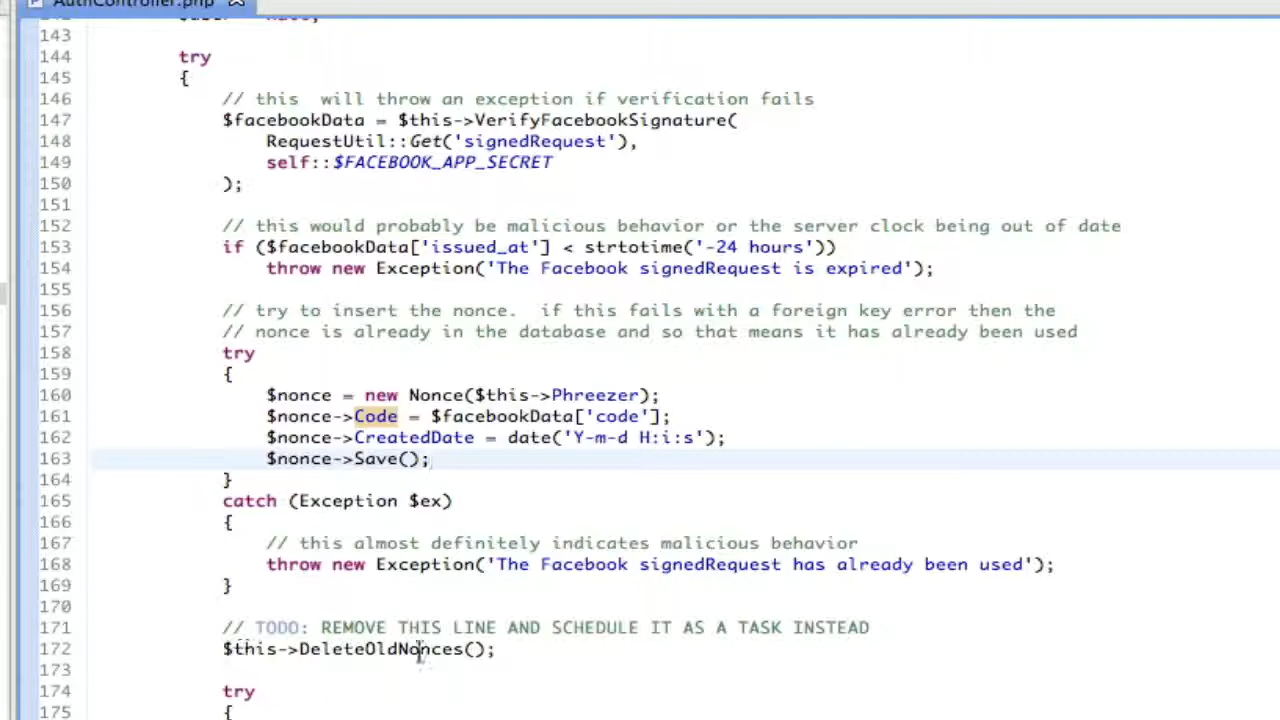 AuthController.php
143
144 try
145 {
146 // this  will throw an exception if verification fails
147 $facebookData = $this->VerifyFacebookSignature(
148 RequestUtil::Get('signedRequest'),
149 self::$FACEBOOK_APP_SECRET
150 );
151
152 // this would probably be malicious behavior or the server clock being out of date
153 if ($facebookData['issued_at'] < strtotime('-24 hours'))
154 throw new Exception('The Facebook signedRequest is expired');
155
156 // try to insert the nonce.  if this fails with a foreign key error then the
157 // nonce is already in the database and so that means it has already been used
158 try
159 {
160 $nonce = new Nonce($this->Phreezer);
161 $nonce->Code = $facebookData['code'];
162 $nonce->CreatedDate = date('Y-m-d H:i:s');
163 $nonce->Save();
164 }
165 catch (Exception $ex)
166 {
167 // this almost definitely indicates malicious behavior
168 throw new Exception('The Facebook signedRequest has already been used');
169 }
170
171 // TODO: REMOVE THIS LINE AND SCHEDULE IT AS A TASK INSTEAD
172 $this->DeleteOldNonces();
173
174 try
175 {